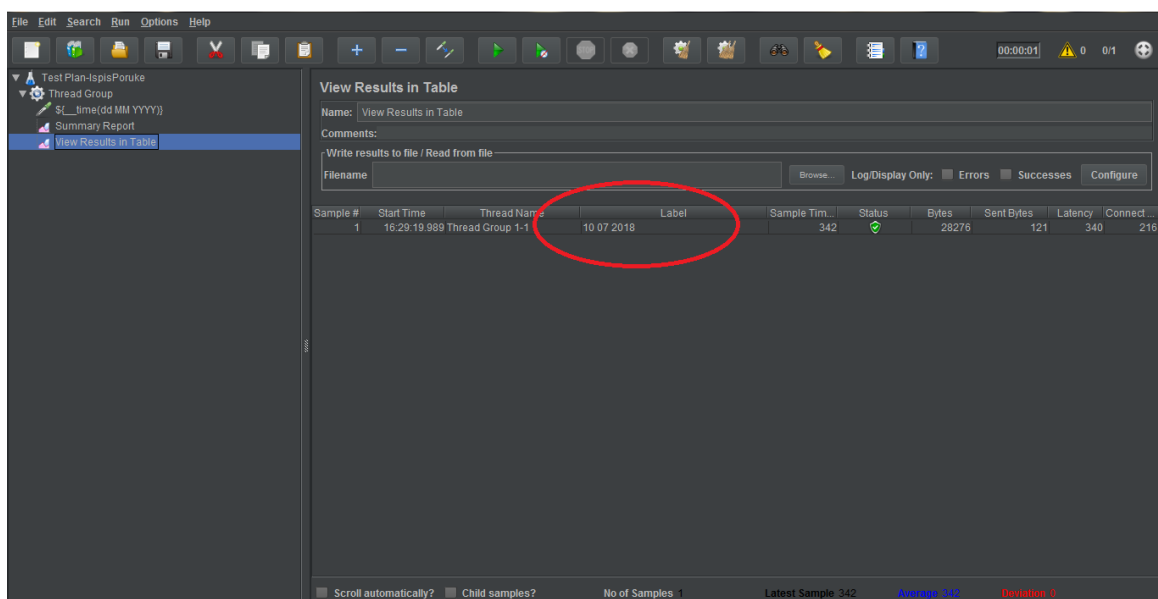 File Edit Search Run Options Help
00:00:01 0 0/1
Test Plan-IspisPoruke
Thread Group
${__time(dd MM YYYY)}
Summary Report
View Results in Table
View Results in Table
Name: View Results in Table
Comments:
Write results to file / Read from file
Filename Browse... Log/Display Only: Errors Successes Configure
Sample # Start Time Thread Name Label Sample Tim... Status Bytes Sent Bytes Latency Connect ...
1 16:29:19.989 Thread Group 1-1 10 07 2018 342 28276 121 340 216
Scroll automatically? Child samples? No of Samples 1 Latest Sample 342 Average 342 Deviation 0